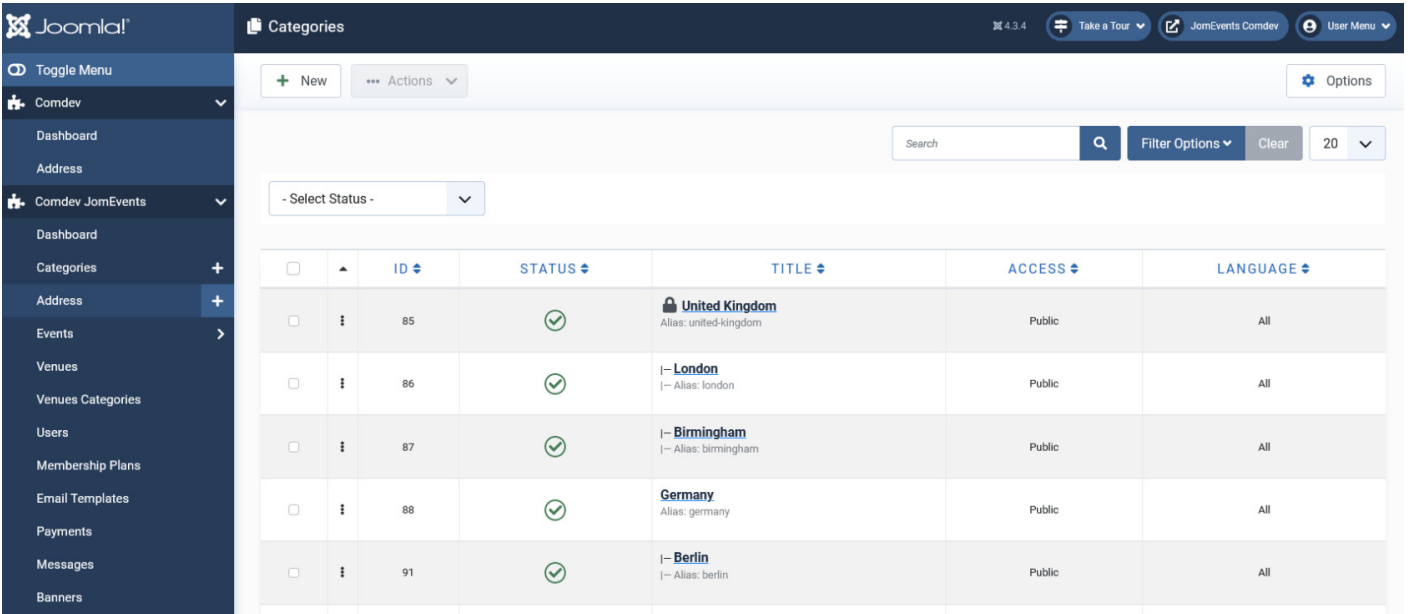 Joomla!®
Categories
4.3.4
Take a Tour
JomEvents Comdev
User Menu
Toggle Menu
Comdev
Dashboard
Address
Comdev JomEvents
Dashboard
Categories
Address
Events
Venues
Venues Categories
Users
Membership Plans
Email Templates
Payments
Messages
Banners
New
Actions
Options
Search
Filter Options
Clear
20
- Select Status -
ID STATUS TITLE ACCESS LANGUAGE
85 United Kingdom Public All
Alias: united-kingdom
86 |– London Public All
|– Alias: london
87 |– Birmingham Public All
|– Alias: birmingham
88 Germany Public All
Alias: germany
91 |– Berlin Public All
|– Alias: berlin